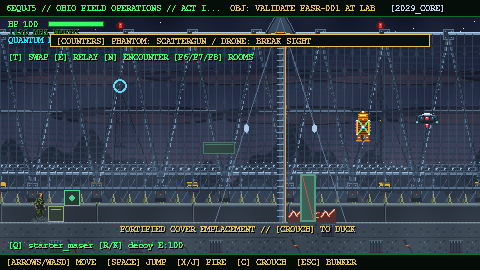 6EQUJ5 // OHIO FIELD OPERATIONS // ACT I... OBJ: VALIDATE FASR-001 AT LAB [2029_CORE]
HP 100
QUANTUM
[COUNTERS] PHANTOM: SCATTERGUN / DRONE: BREAK SIGHT
[T] SWAP [E] RELAY [N] ENCOUNTER [F6/F7/F8] ROOMS
FORTIFIED COVER EMPLACEMENT // [CROUCH] TO DUCK
[Q] starter_maser [R/K] decoy E:100
[ARROWS/WASD] MOVE [SPACE] JUMP [X/J] FIRE [C] CROUCH [ESC] BUNKER